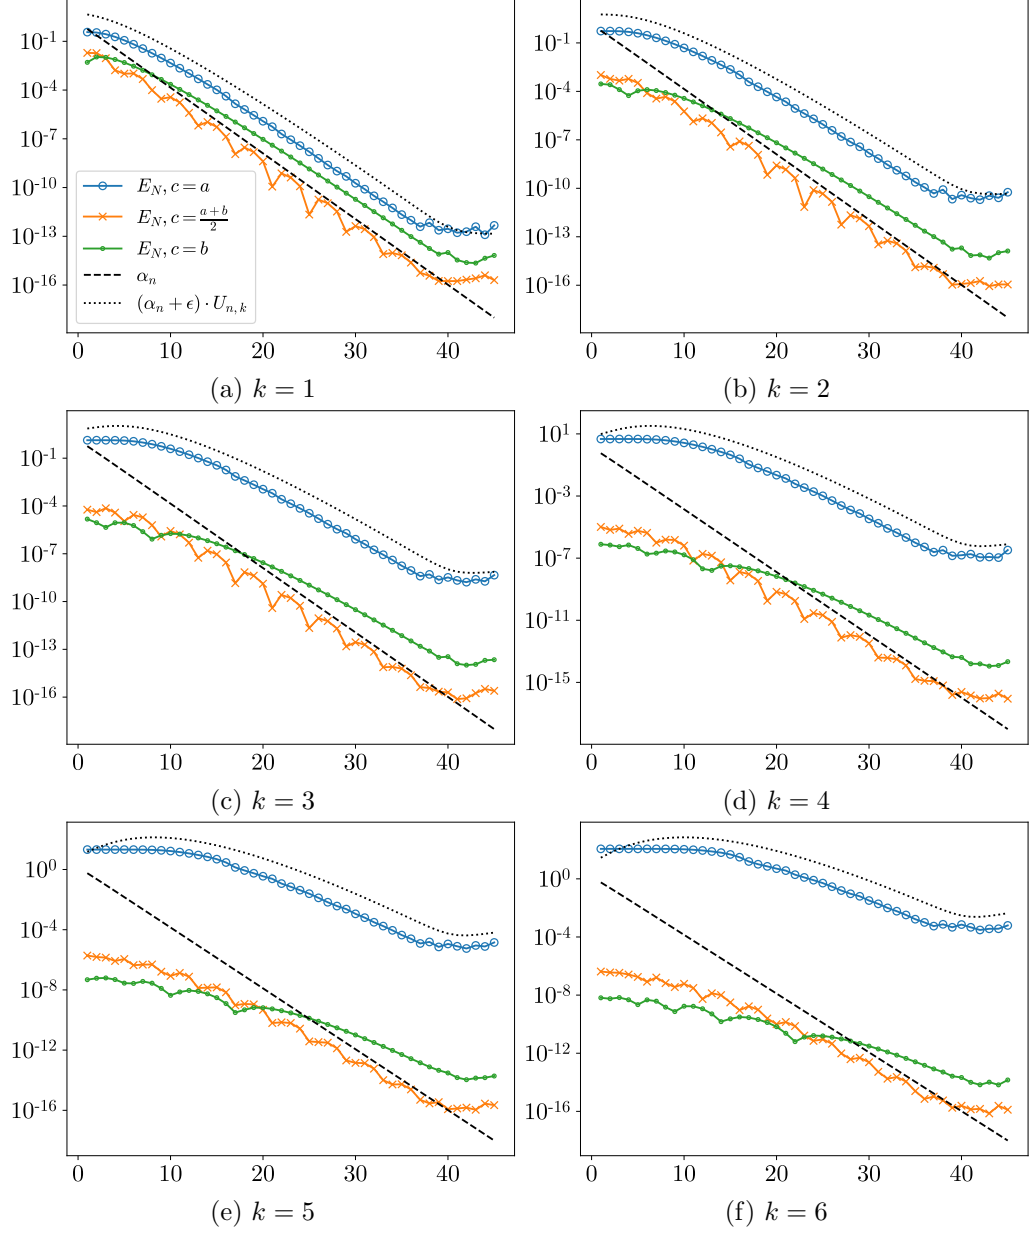 10^{-1}
10^{-4}
10^{-7}
10^{-10}
10^{-13}
10^{-16}
E_N, c = a
E_N, c = \frac{a+b}{2}
E_N, c = b
α_n
(α_n + ϵ) · U_{n,k}
0 10 20 30 40
(a) k = 1
10^{-1}
10^{-4}
10^{-7}
10^{-10}
10^{-13}
10^{-16}
0 10 20 30 40
(b) k = 2
10^{-1}
10^{-4}
10^{-7}
10^{-10}
10^{-13}
10^{-16}
0 10 20 30 40
(c) k = 3
10^{1}
10^{-3}
10^{-7}
10^{-11}
10^{-15}
0 10 20 30 40
(d) k = 4
10^{0}
10^{-4}
10^{-8}
10^{-12}
10^{-16}
0 10 20 30 40
(e) k = 5
10^{0}
10^{-4}
10^{-8}
10^{-12}
10^{-16}
0 10 20 30 40
(f) k = 6